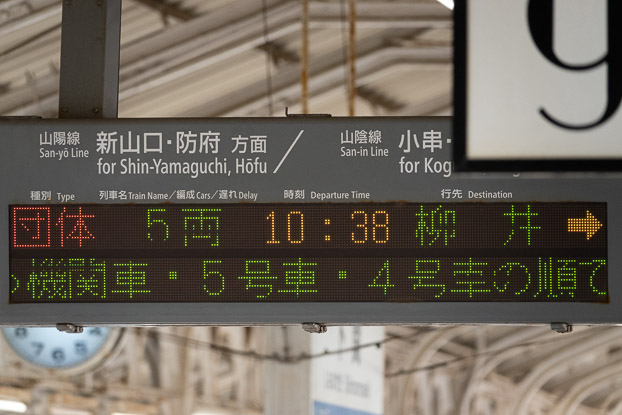 山陽線 新山口・防府 方面 / 山陰線 小串・
San-yō Line for Shin-Yamaguchi, Hōfu San-in Line for Kog
種別 Type 列車名 Train Name/編成 Cars/遅れ Delay 時刻 Departure Time 行先 Destination
団体 5両 10:38 柳井 →
機関車・5号車・4号車の順で
g